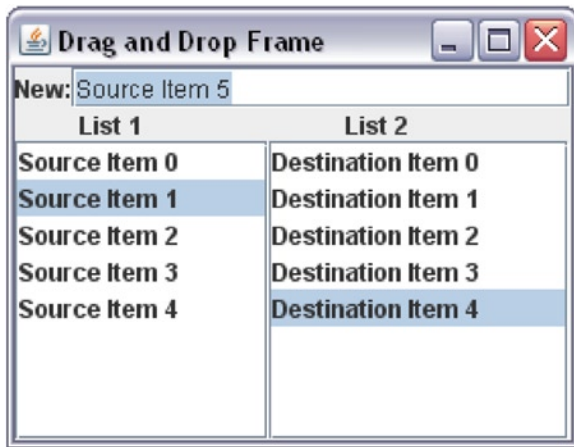 Drag and Drop Frame
New: Source Item 5
List 1 List 2
Source Item 0 Destination Item 0
Source Item 1 Destination Item 1
Source Item 2 Destination Item 2
Source Item 3 Destination Item 3
Source Item 4 Destination Item 4